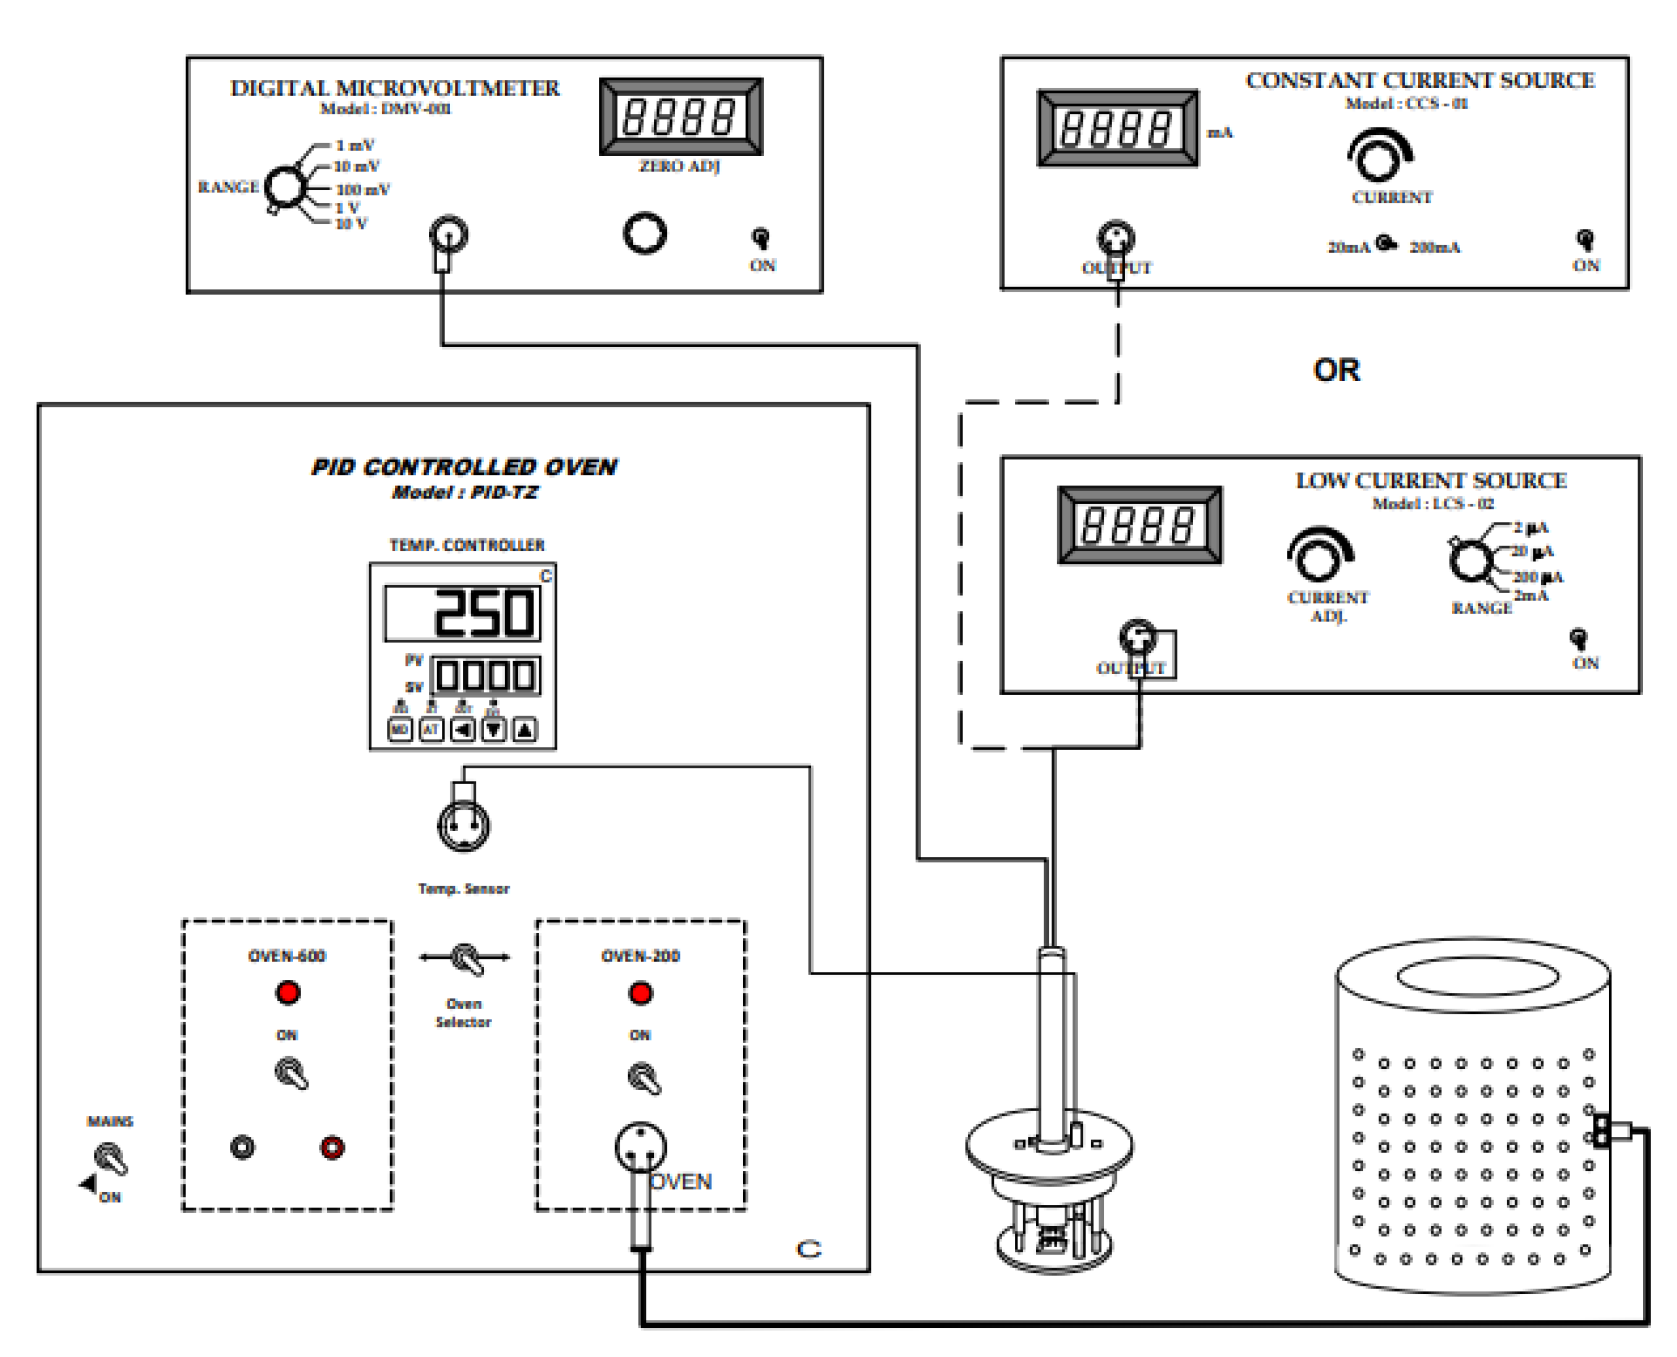 DIGITAL MICROVOLTMETER
Model : DMV-001
8888
ZERO ADJ
RANGE
1 mV
10 mV
100 mV
1 V
10 V
ON
CONSTANT CURRENT SOURCE
Model : CCS - 01
8888
mA
CURRENT
OUTPUT
20mA
200mA
ON
OR
LOW CURRENT SOURCE
Model : LCS - 02
8888
CURRENT
ADJ.
2 µA
20 µA
200 µA
2mA
RANGE
OUTPUT
ON
PID CONTROLLED OVEN
Model : PID-TZ
TEMP. CONTROLLER
C
250
PV
0000
SV
MD
AT
Temp. Sensor
OVEN-600
ON
Oven
Selector
OVEN-200
ON
OVEN
MAINS
ON
C